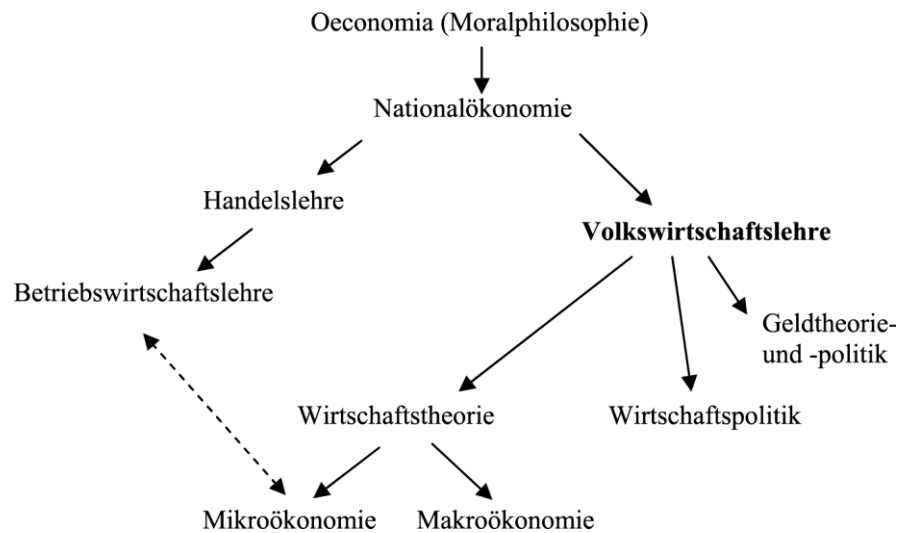 Oeconomia (Moralphilosophie)
Nationalökonomie
Handelslehre
Volkswirtschaftslehre
Betriebswirtschaftslehre
Geldtheorie-
und -politik
Wirtschaftstheorie
Wirtschaftspolitik
Mikroökonomie
Makroökonomie